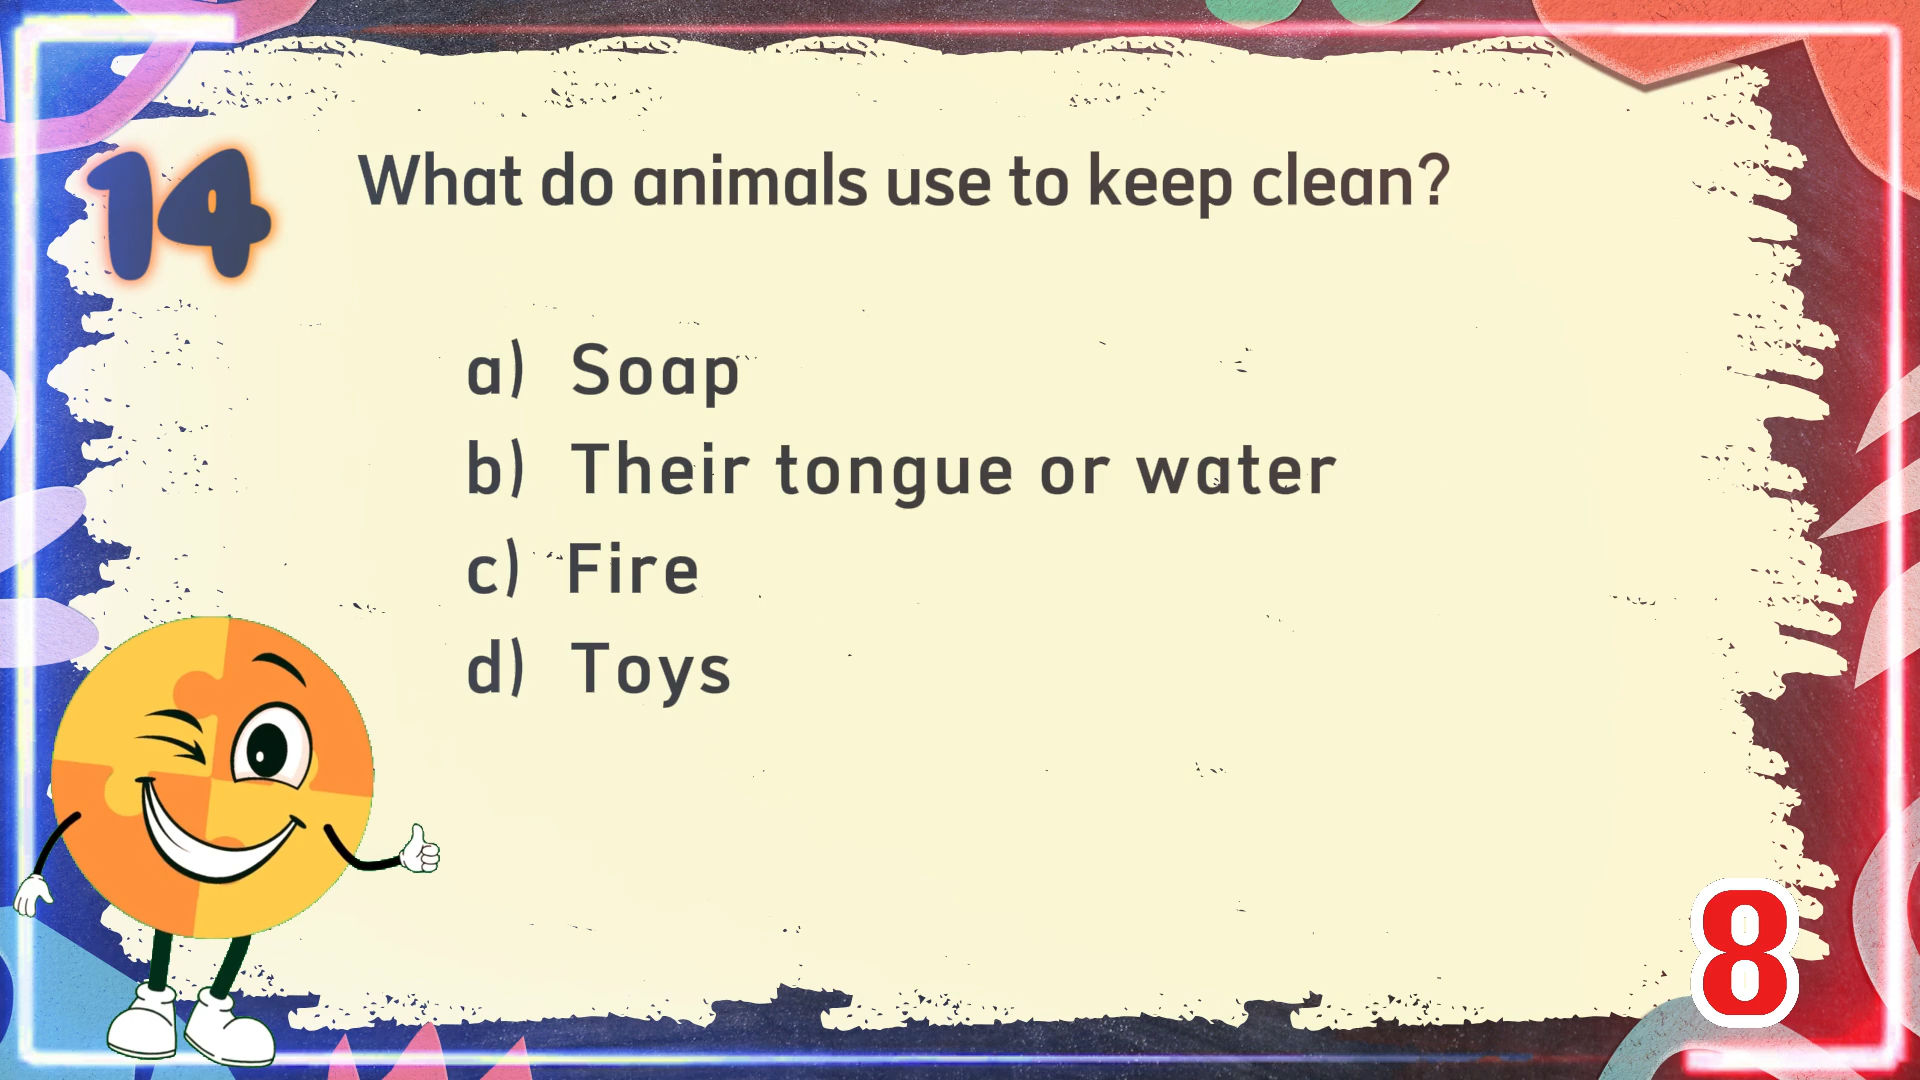 14
What do animals use to keep clean?
a) Soap
b) Their tongue or water
c) Fire
d) Toys
8